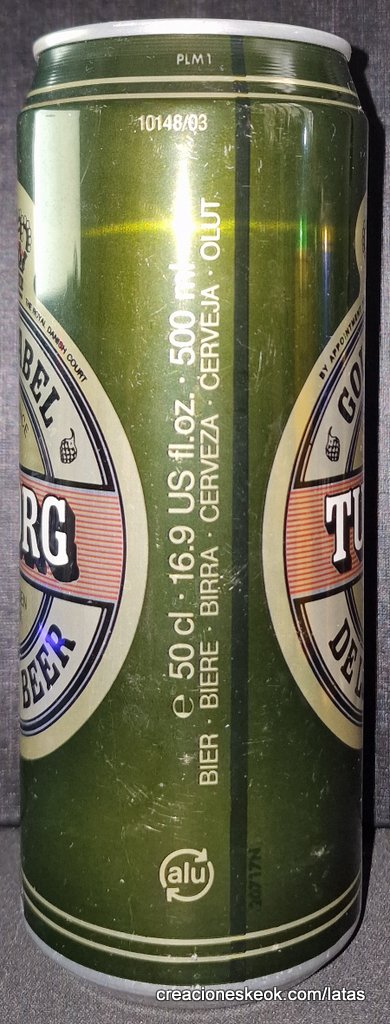 PLM1
10148/03
THE ROYAL DANISH COURT
BEL
RG
BEER
℮ 50 cl · 16.9 US fl.oz. · 500 ml
BIER · BIERE · BIRRA · CERVEZA · CERVEJA · OLUT
BY APPOINTMENT
GOL
TU
DE L
alu
creacioneskeok.com/latas